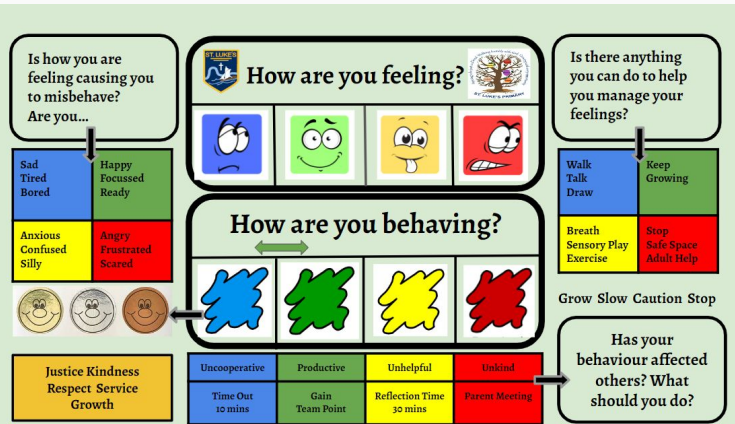 Is how you are
feeling causing you
to misbehave?
Are you...
ST. LUKE'S
How are you feeling?
ST LUKE'S PRIMARY
Is there anything
you can do to help
you manage your
feelings?
Sad
Tired
Bored
Happy
Focussed
Ready
Anxious
Confused
Silly
Angry
Frustrated
Scared
Walk
Talk
Draw
Keep
Growing
Breath
Sensory Play
Exercise
Stop
Safe Space
Adult Help
How are you behaving?
Grow Slow Caution Stop
Justice Kindness
Respect Service
Growth
Uncooperative
Productive
Unhelpful
Unkind
Time Out
10 mins
Gain
Team Point
Reflection Time
30 mins
Parent Meeting
Has your
behaviour affected
others? What
should you do?